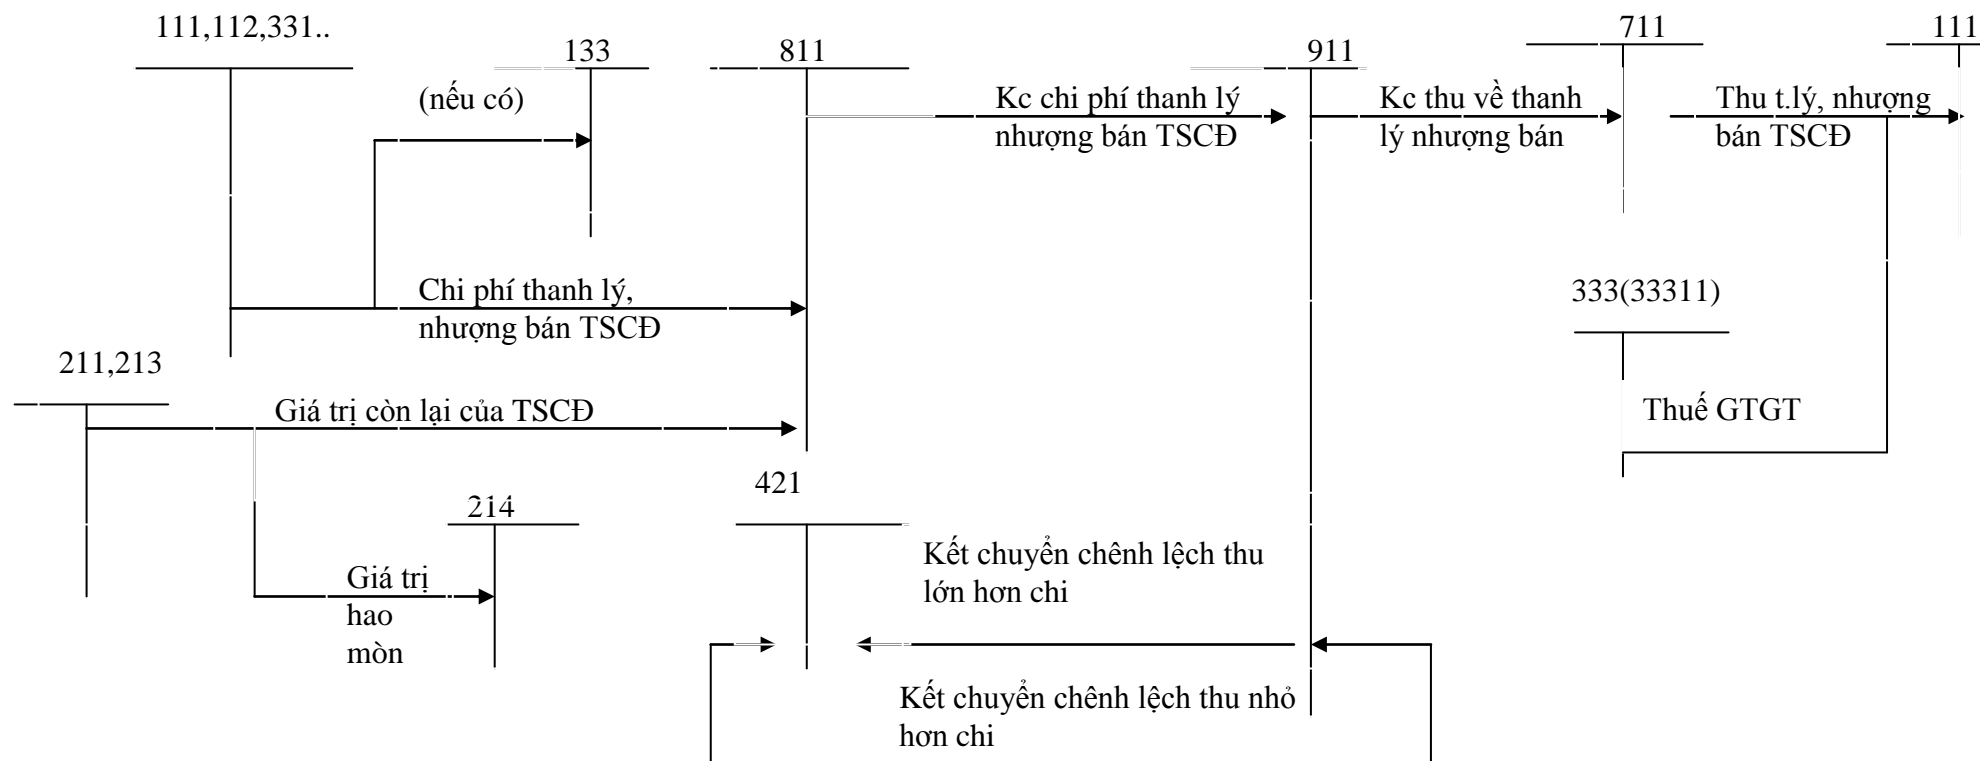 111,112,331..
133
811
911
711
111
(nếu có)
Kc chi phí thanh lý
nhượng bán TSCĐ
Kc thu về thanh
lý nhượng bán
Thu t.lý, nhượng
bán TSCĐ
Chi phí thanh lý,
nhượng bán TSCĐ
333(33311)
211,213
Giá trị còn lại của TSCĐ
Thuế GTGT
421
214
Kết chuyển chênh lệch thu
lớn hơn chi
Giá trị
hao
mòn
Kết chuyển chênh lệch thu nhỏ
hơn chi